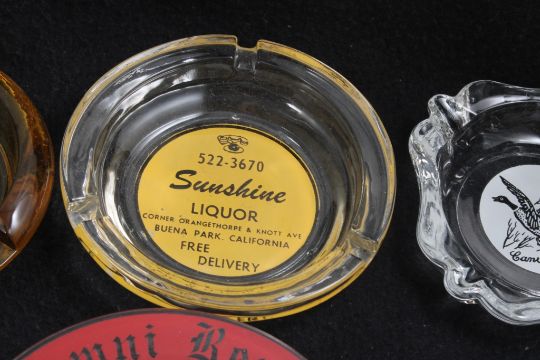 522-3670
Sunshine
LIQUOR
CORNER ORANGETHORPE & KNOTT AVE
BUENA PARK, CALIFORNIA
FREE
DELIVERY